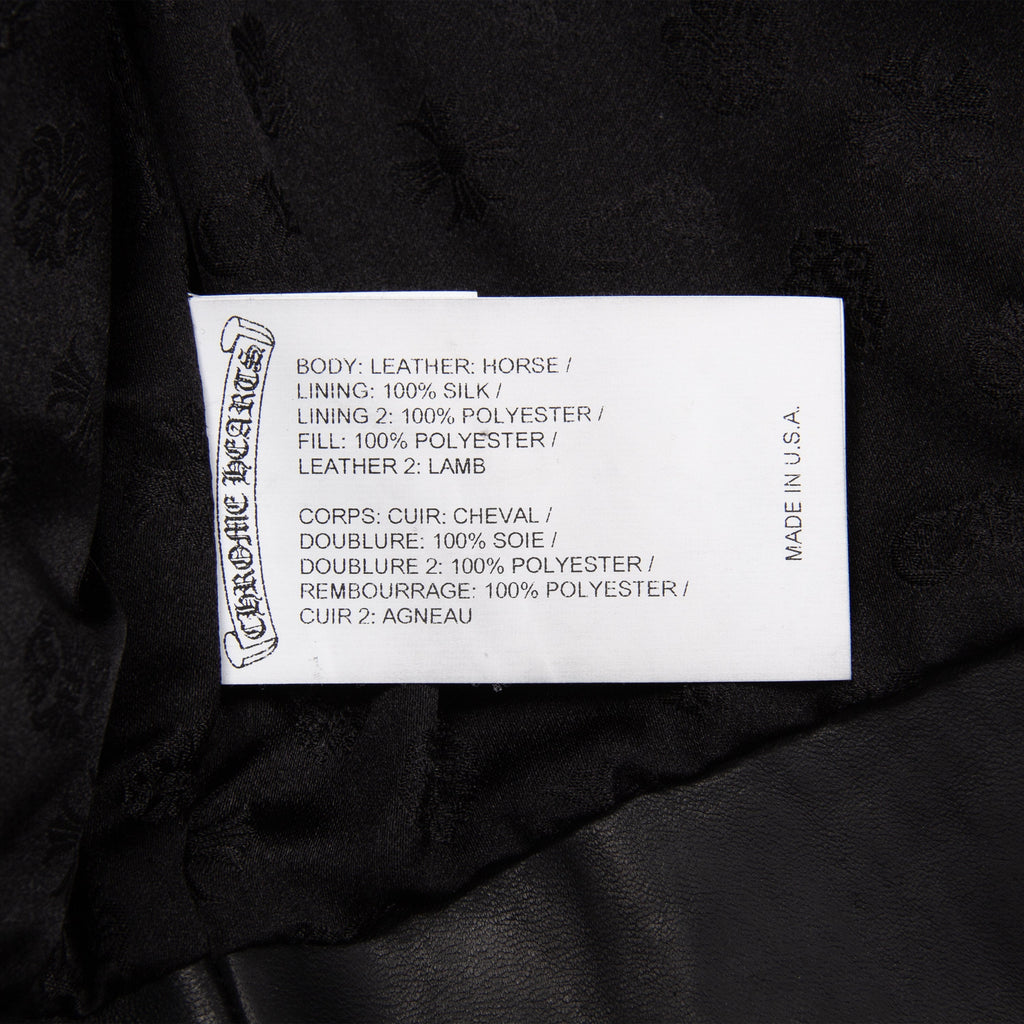 CHROME HEARTS
BODY: LEATHER: HORSE /
LINING: 100% SILK /
LINING 2: 100% POLYESTER /
FILL: 100% POLYESTER /
LEATHER 2: LAMB
CORPS: CUIR: CHEVAL /
DOUBLURE: 100% SOIE /
DOUBLURE 2: 100% POLYESTER /
REMBOURRAGE: 100% POLYESTER /
CUIR 2: AGNEAU
MADE IN U.S.A.